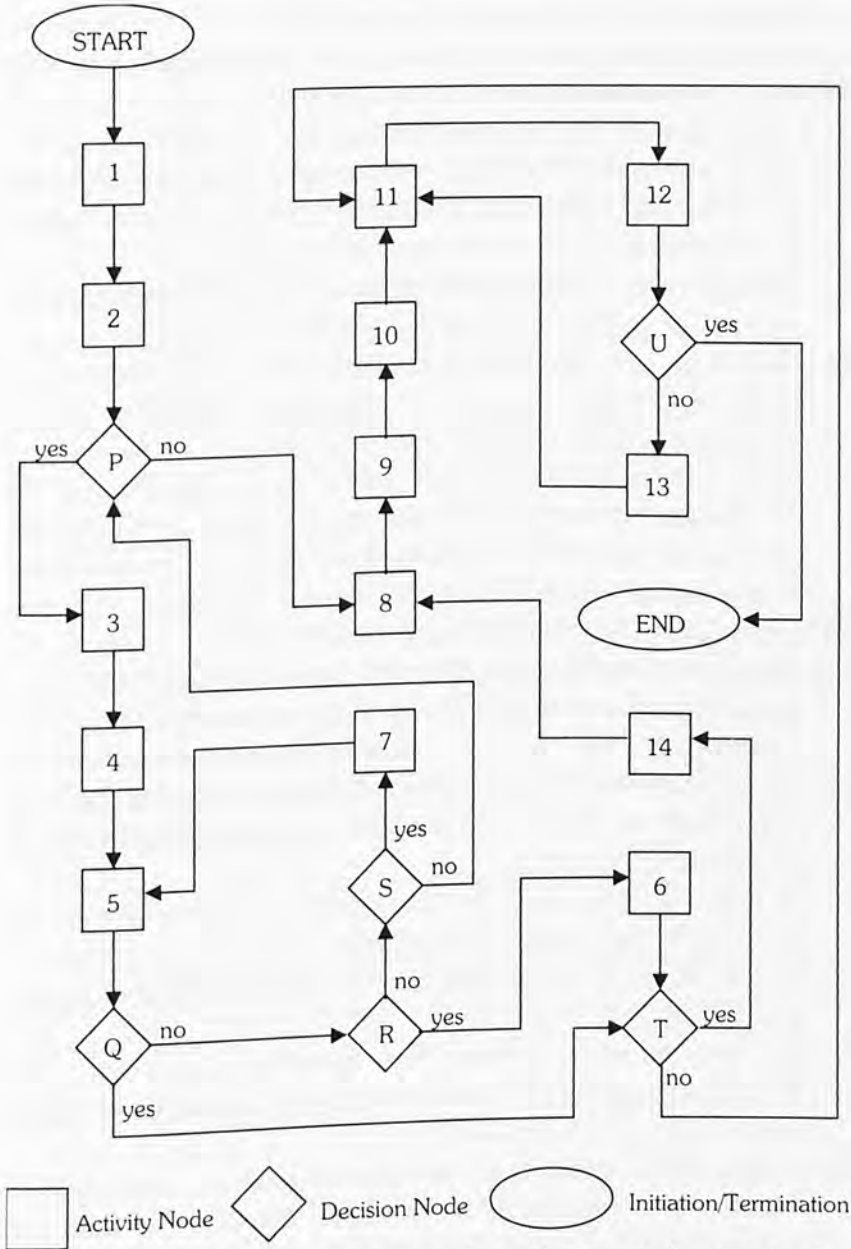 START
1
2
P
yes
no
3
4
5
Q
no
yes
R
no
yes
S
yes
no
7
6
T
yes
no
14
8
9
10
11
12
U
yes
no
13
END
Activity Node
Decision Node
Initiation/Termination